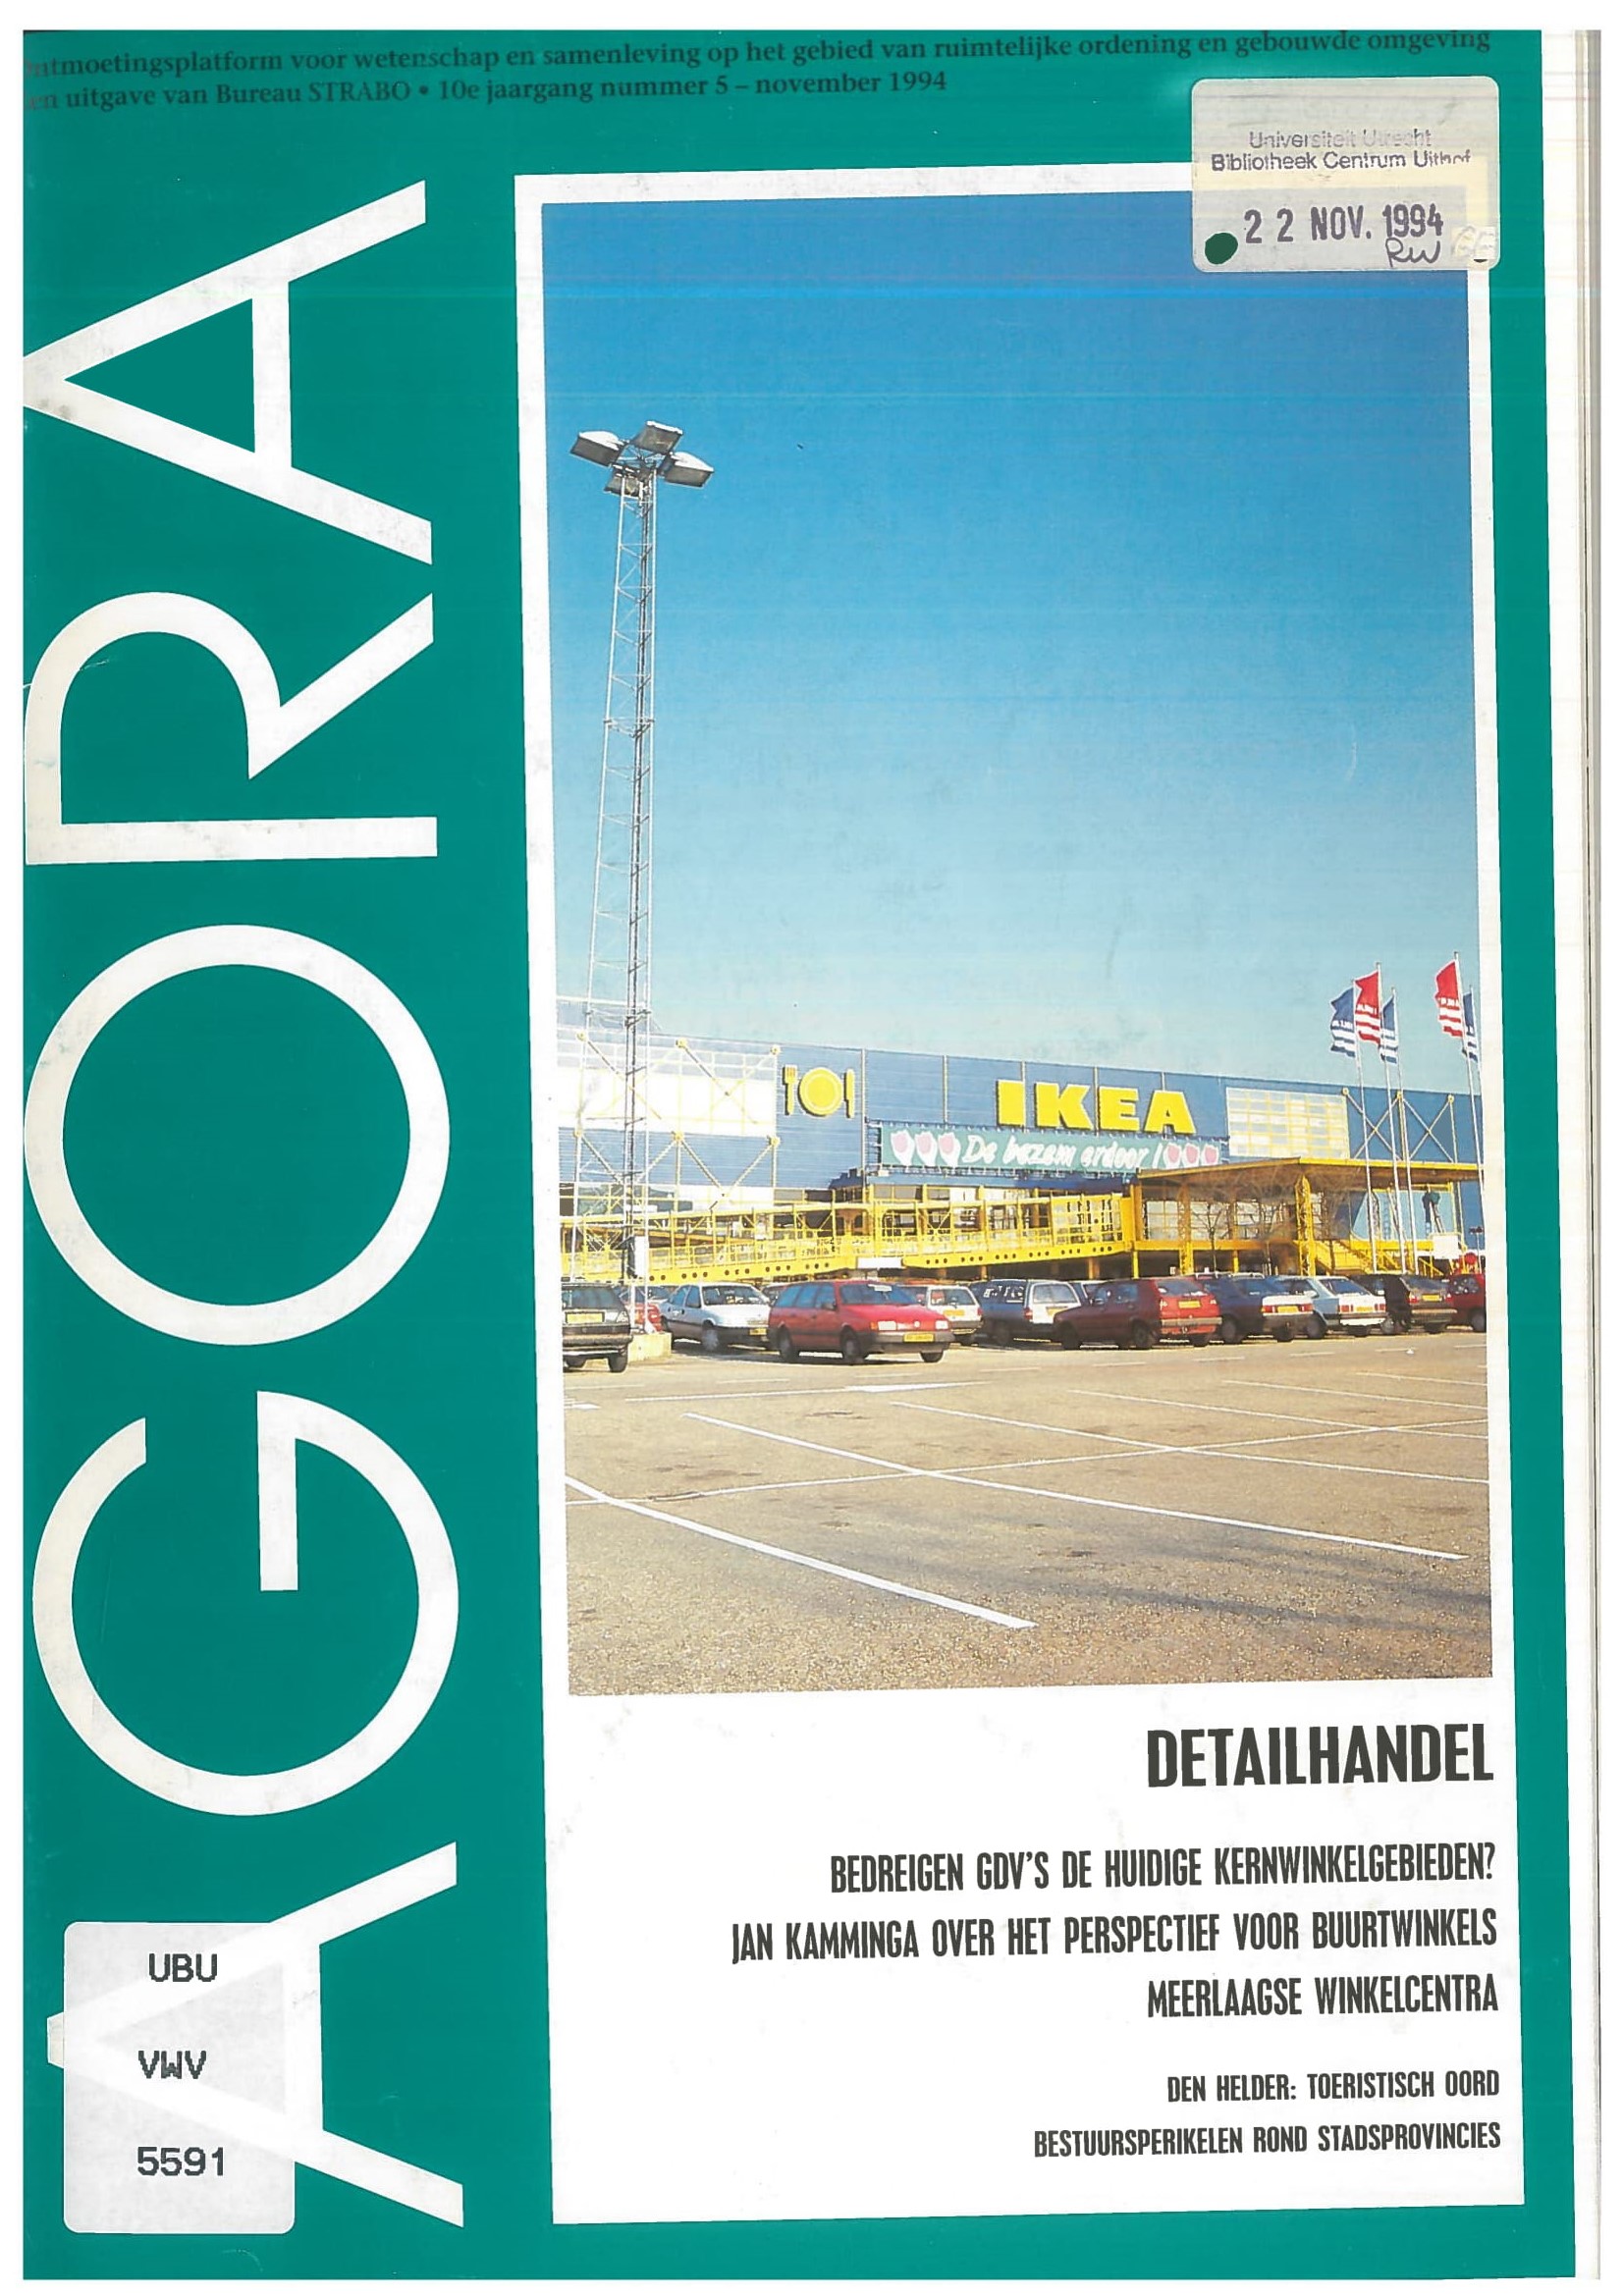 ntmoetingsplatform voor wetenschap en samenleving op het gebied van ruimtelijke ordening en gebouwde omgeving
en uitgave van Bureau STRABO • 10e jaargang nummer 5 – november 1994
Universiteit Utrecht
Bibliotheek Centrum Uithof
22 NOV. 1994
RW
AGORA
IKEA
De bazem erdoor!
DETAILHANDEL
BEDREIGEN GDV'S DE HUIDIGE KERNWINKELGEBIEDEN?
JAN KAMMINGA OVER HET PERSPECTIEF VOOR BUURTWINKELS
MEERLAAGSE WINKELCENTRA
DEN HELDER: TOERISTISCH OORD
BESTUURSPERIKELEN ROND STADSPROVINCIES
UBU
VWV
5591